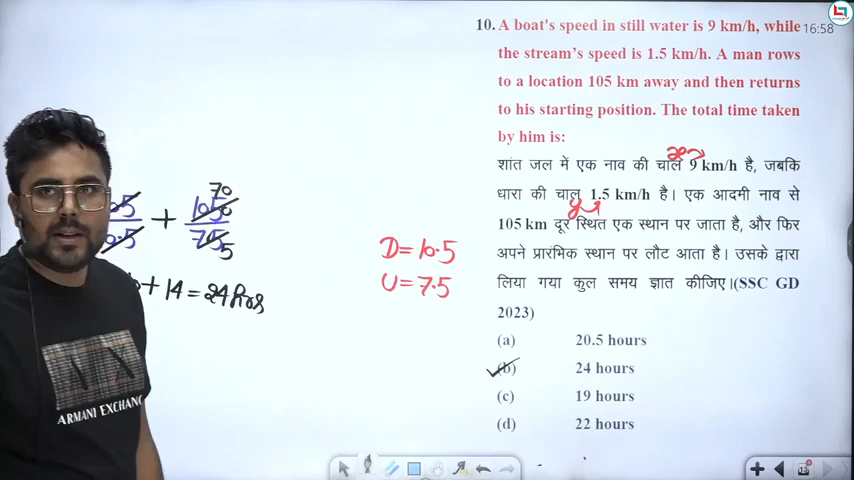 16:58
10. A boat's speed in still water is 9 km/h, while
the stream's speed is 1.5 km/h. A man rows
to a location 105 km away and then returns
to his starting position. The total time taken
by him is:
शांत जल में एक नाव की चाल 9 km/h है, जबकि
धारा की चाल 1.5 km/h है। एक आदमी नाव से
105 km दूर स्थित एक स्थान पर जाता है, और फिर
अपने प्रारंभिक स्थान पर लौट आता है। उसके द्वारा
लिया गया कुल समय ज्ञात कीजिए।(SSC GD
2023)
(a) 20.5 hours
(b) 24 hours
(c) 19 hours
(d) 22 hours
D = 10.5
U = 7.5
70
+ 1050
75
5
+ 14 = 24 hrs
ARMANI EXCHANGE